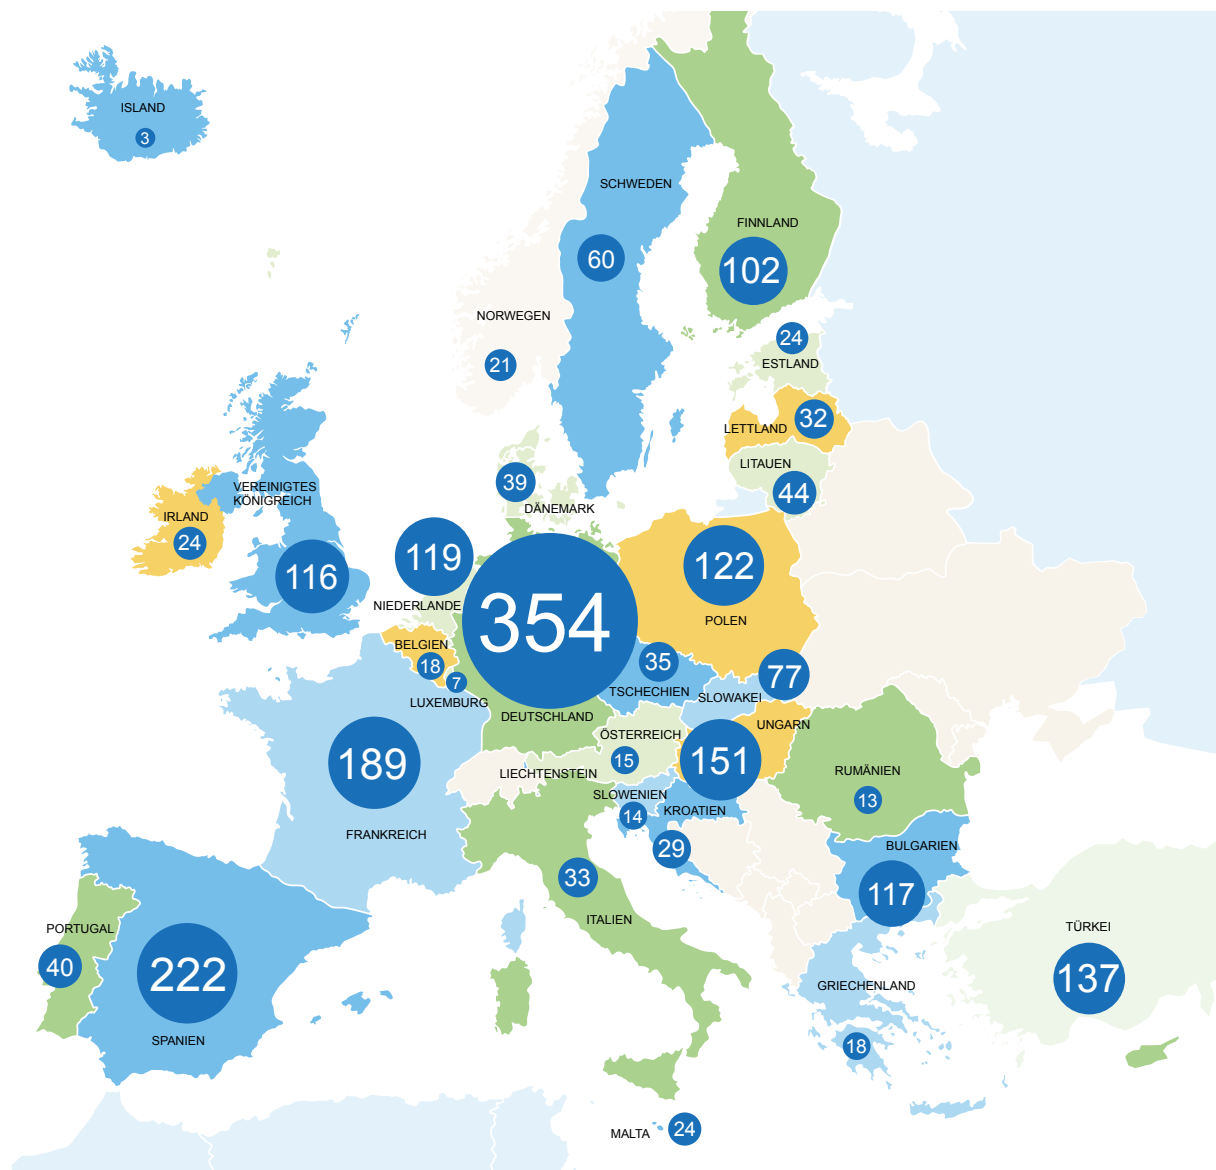 ISLAND
3
SCHWEDEN
60
FINNLAND
102
NORWEGEN
21
24
ESTLAND
LETTLAND
32
LITAUEN
44
39
DÄNEMARK
VEREINIGTES
KÖNIGREICH
IRLAND
24
116
119
NIEDERLANDE
354
DEUTSCHLAND
122
POLEN
BELGIEN
18
7
LUXEMBURG
35
TSCHECHIEN
77
SLOWAKEI
UNGARN
151
ÖSTERREICH
15
LIECHTENSTEIN
189
FRANKREICH
SLOWENIEN
14
KROATIEN
29
RUMÄNIEN
13
BULGARIEN
117
33
ITALIEN
PORTUGAL
40
222
SPANIEN
TÜRKEI
137
GRIECHENLAND
18
MALTA
24